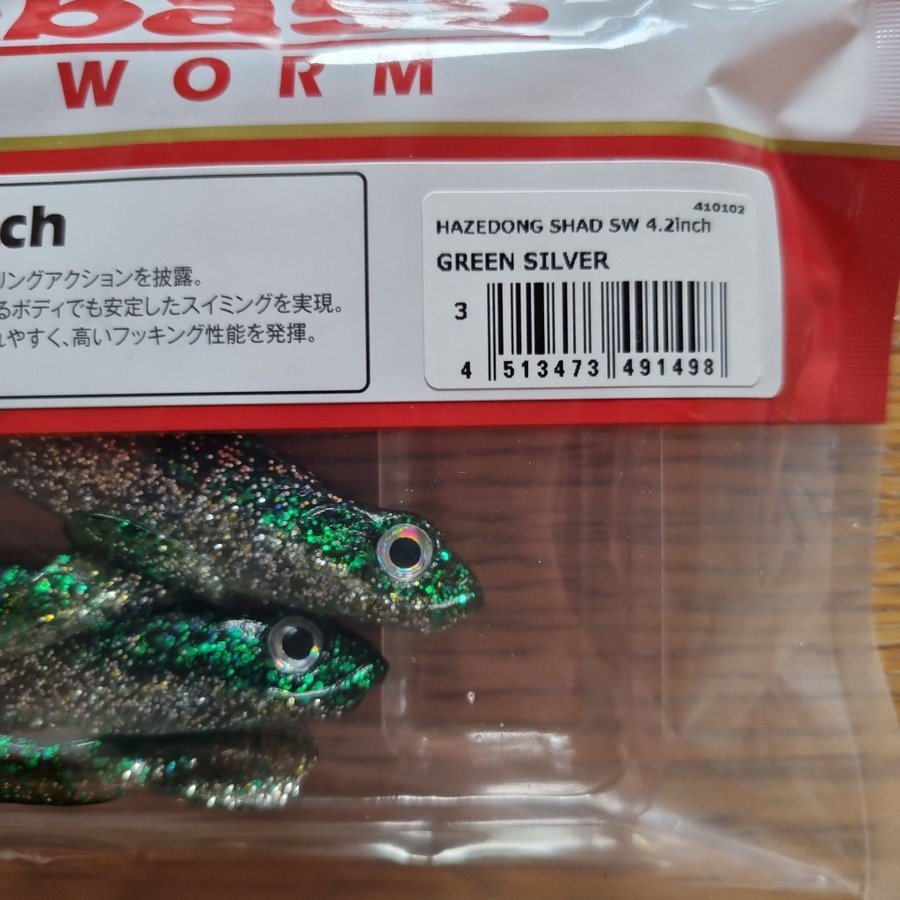 WORM
ch
410102
HAZEDONG SHAD SW 4.2inch
GREEN SILVER
リングアクションを披露。
るボディでも安定したスイミングを実現。
やすく、高いフッキング性能を発揮。
3
4 513473 491498